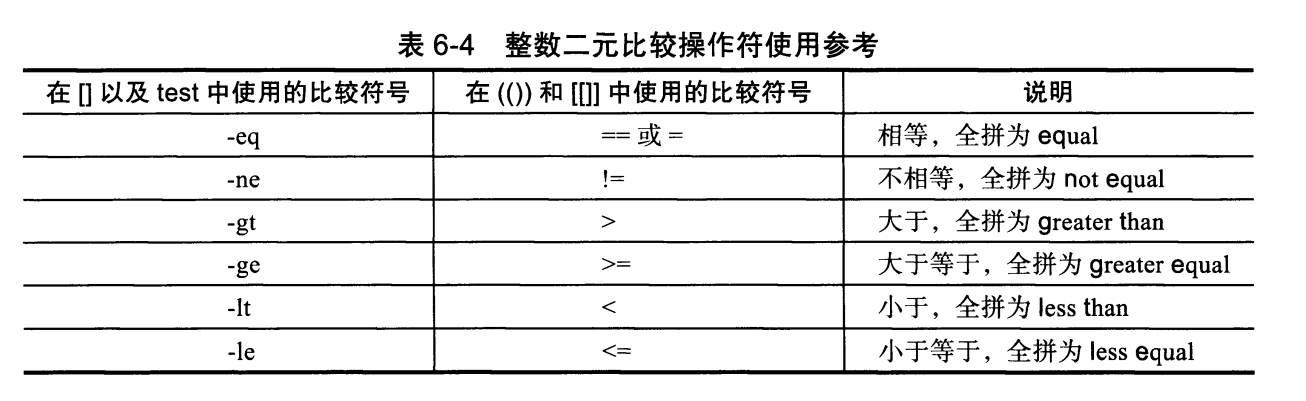 表 6-4 整数二元比较操作符使用参考
在 [] 以及 test 中使用的比较符号 在 (()) 和 [[]] 中使用的比较符号 说明
-eq == 或 = 相等，全拼为 equal
-ne != 不相等，全拼为 not equal
-gt > 大于，全拼为 greater than
-ge >= 大于等于，全拼为 greater equal
-lt < 小于，全拼为 less than
-le <= 小于等于，全拼为 less equal